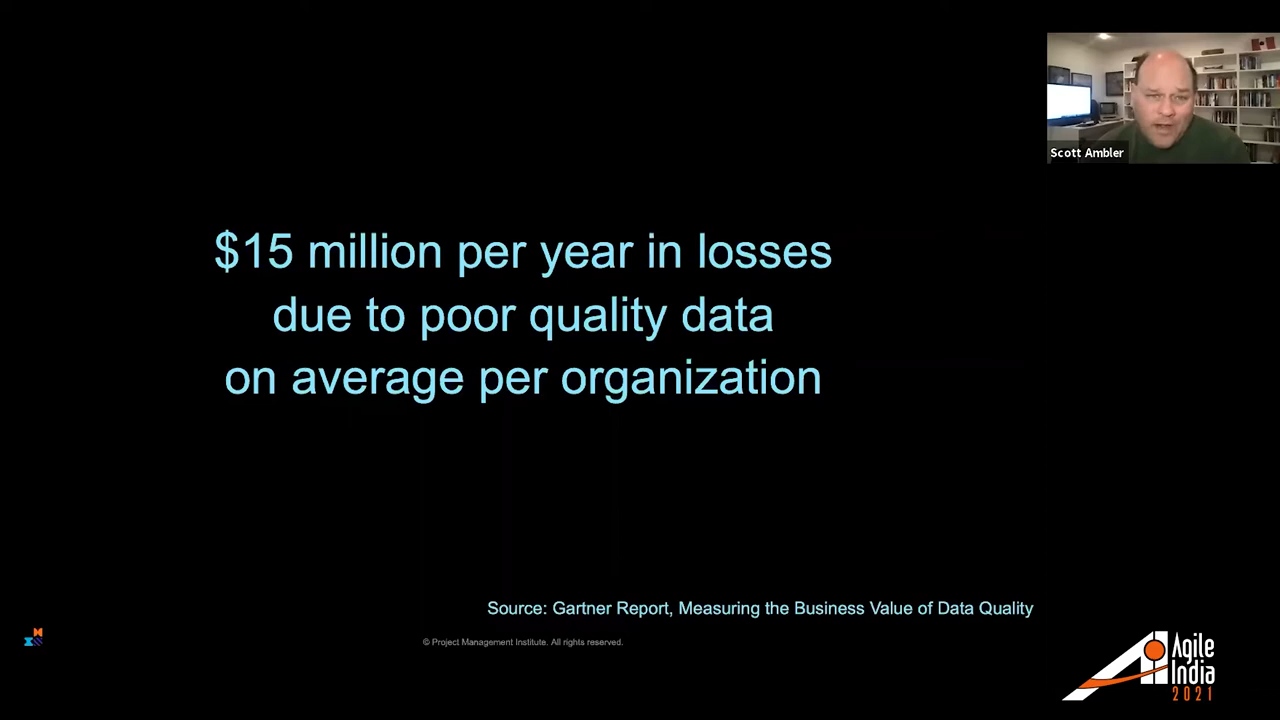 Scott Ambler
$15 million per year in losses
due to poor quality data
on average per organization
Source: Gartner Report, Measuring the Business Value of Data Quality
© Project Management Institute. All rights reserved.
Agile
India
2021